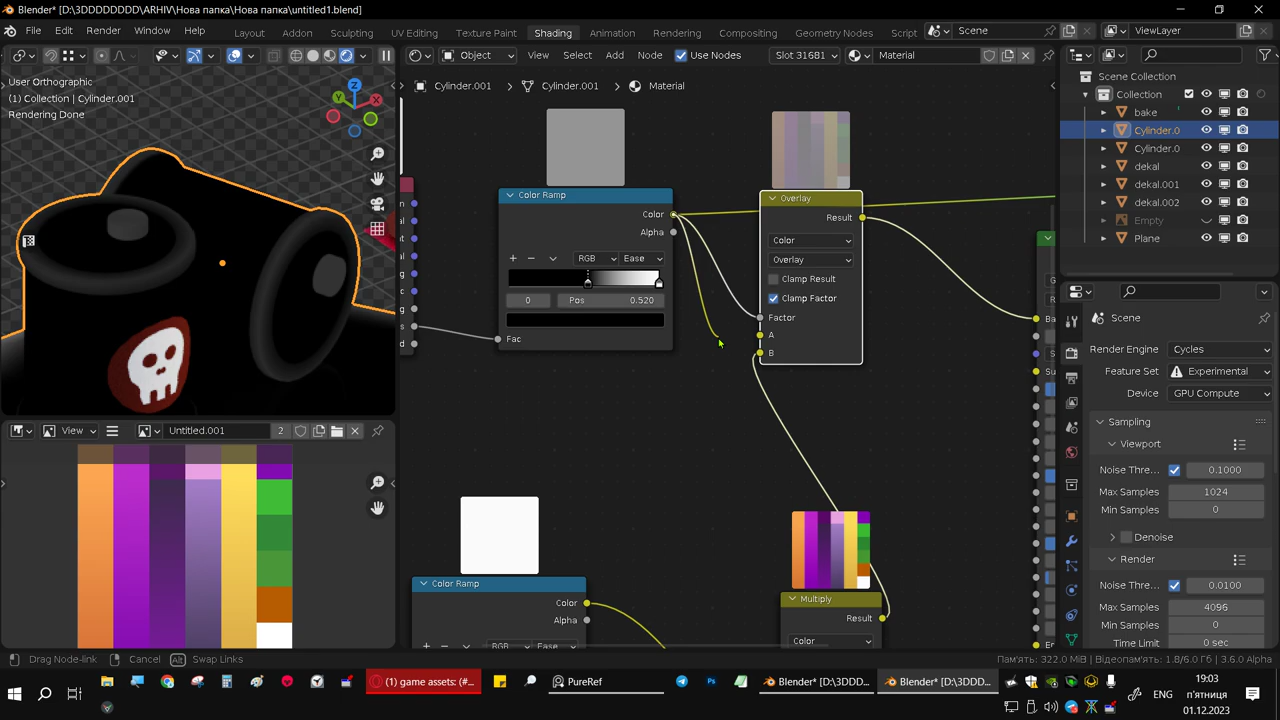 Blender* [D:\3DDDDDDDD\ARHIV\Нова папка\Нова папка\untitled1.blend]
File Edit Render Window Help Layout Addon Sculpting UV Editing Texture Paint Shading Animation Rendering Compositing Geometry Nodes Script Scene ViewLayer
Object View Select Add Node Use Nodes Slot 316B1 Material
User Orthographic
(1) Collection | Cylinder.001
Rendering Done
Cylinder.001 > Cylinder.001 > Material
Color Ramp
Color
Alpha
RGB Ease
0 Pos 0.520
Fac
Overlay
Result
Color
Overlay
Clamp Result
Clamp Factor
Factor
A
B
View Untitled.001 2
Color Ramp
Color
Alpha
RGB Ease
Multiply
Result
Color
Scene Collection
Collection
bake
Cylinder.0
Cylinder.0
dekal
dekal.001
dekal.002
Empty
Plane
Scene
Render Engine Cycles
Feature Set Experimental
Device GPU Compute
Sampling
Viewport
Noise Thre... 0.1000
Max Samples 1024
Min Samples 0
Denoise
Render
Noise Thre... 0.0100
Max Samples 4096
Min Samples 0
Time Limit 0 sec
Drag Node-link Cancel Alt Swap Links Пам'ять: 322.0 MiB | Відеопам'ять: 1.8/6.0 Гі | 3.6.0 Alpha
(1) game assets: (#... PureRef Blender* [D:\3DDD... Blender* [D:\3DDD... ENG 19:03
п'ятниця
01.12.2023